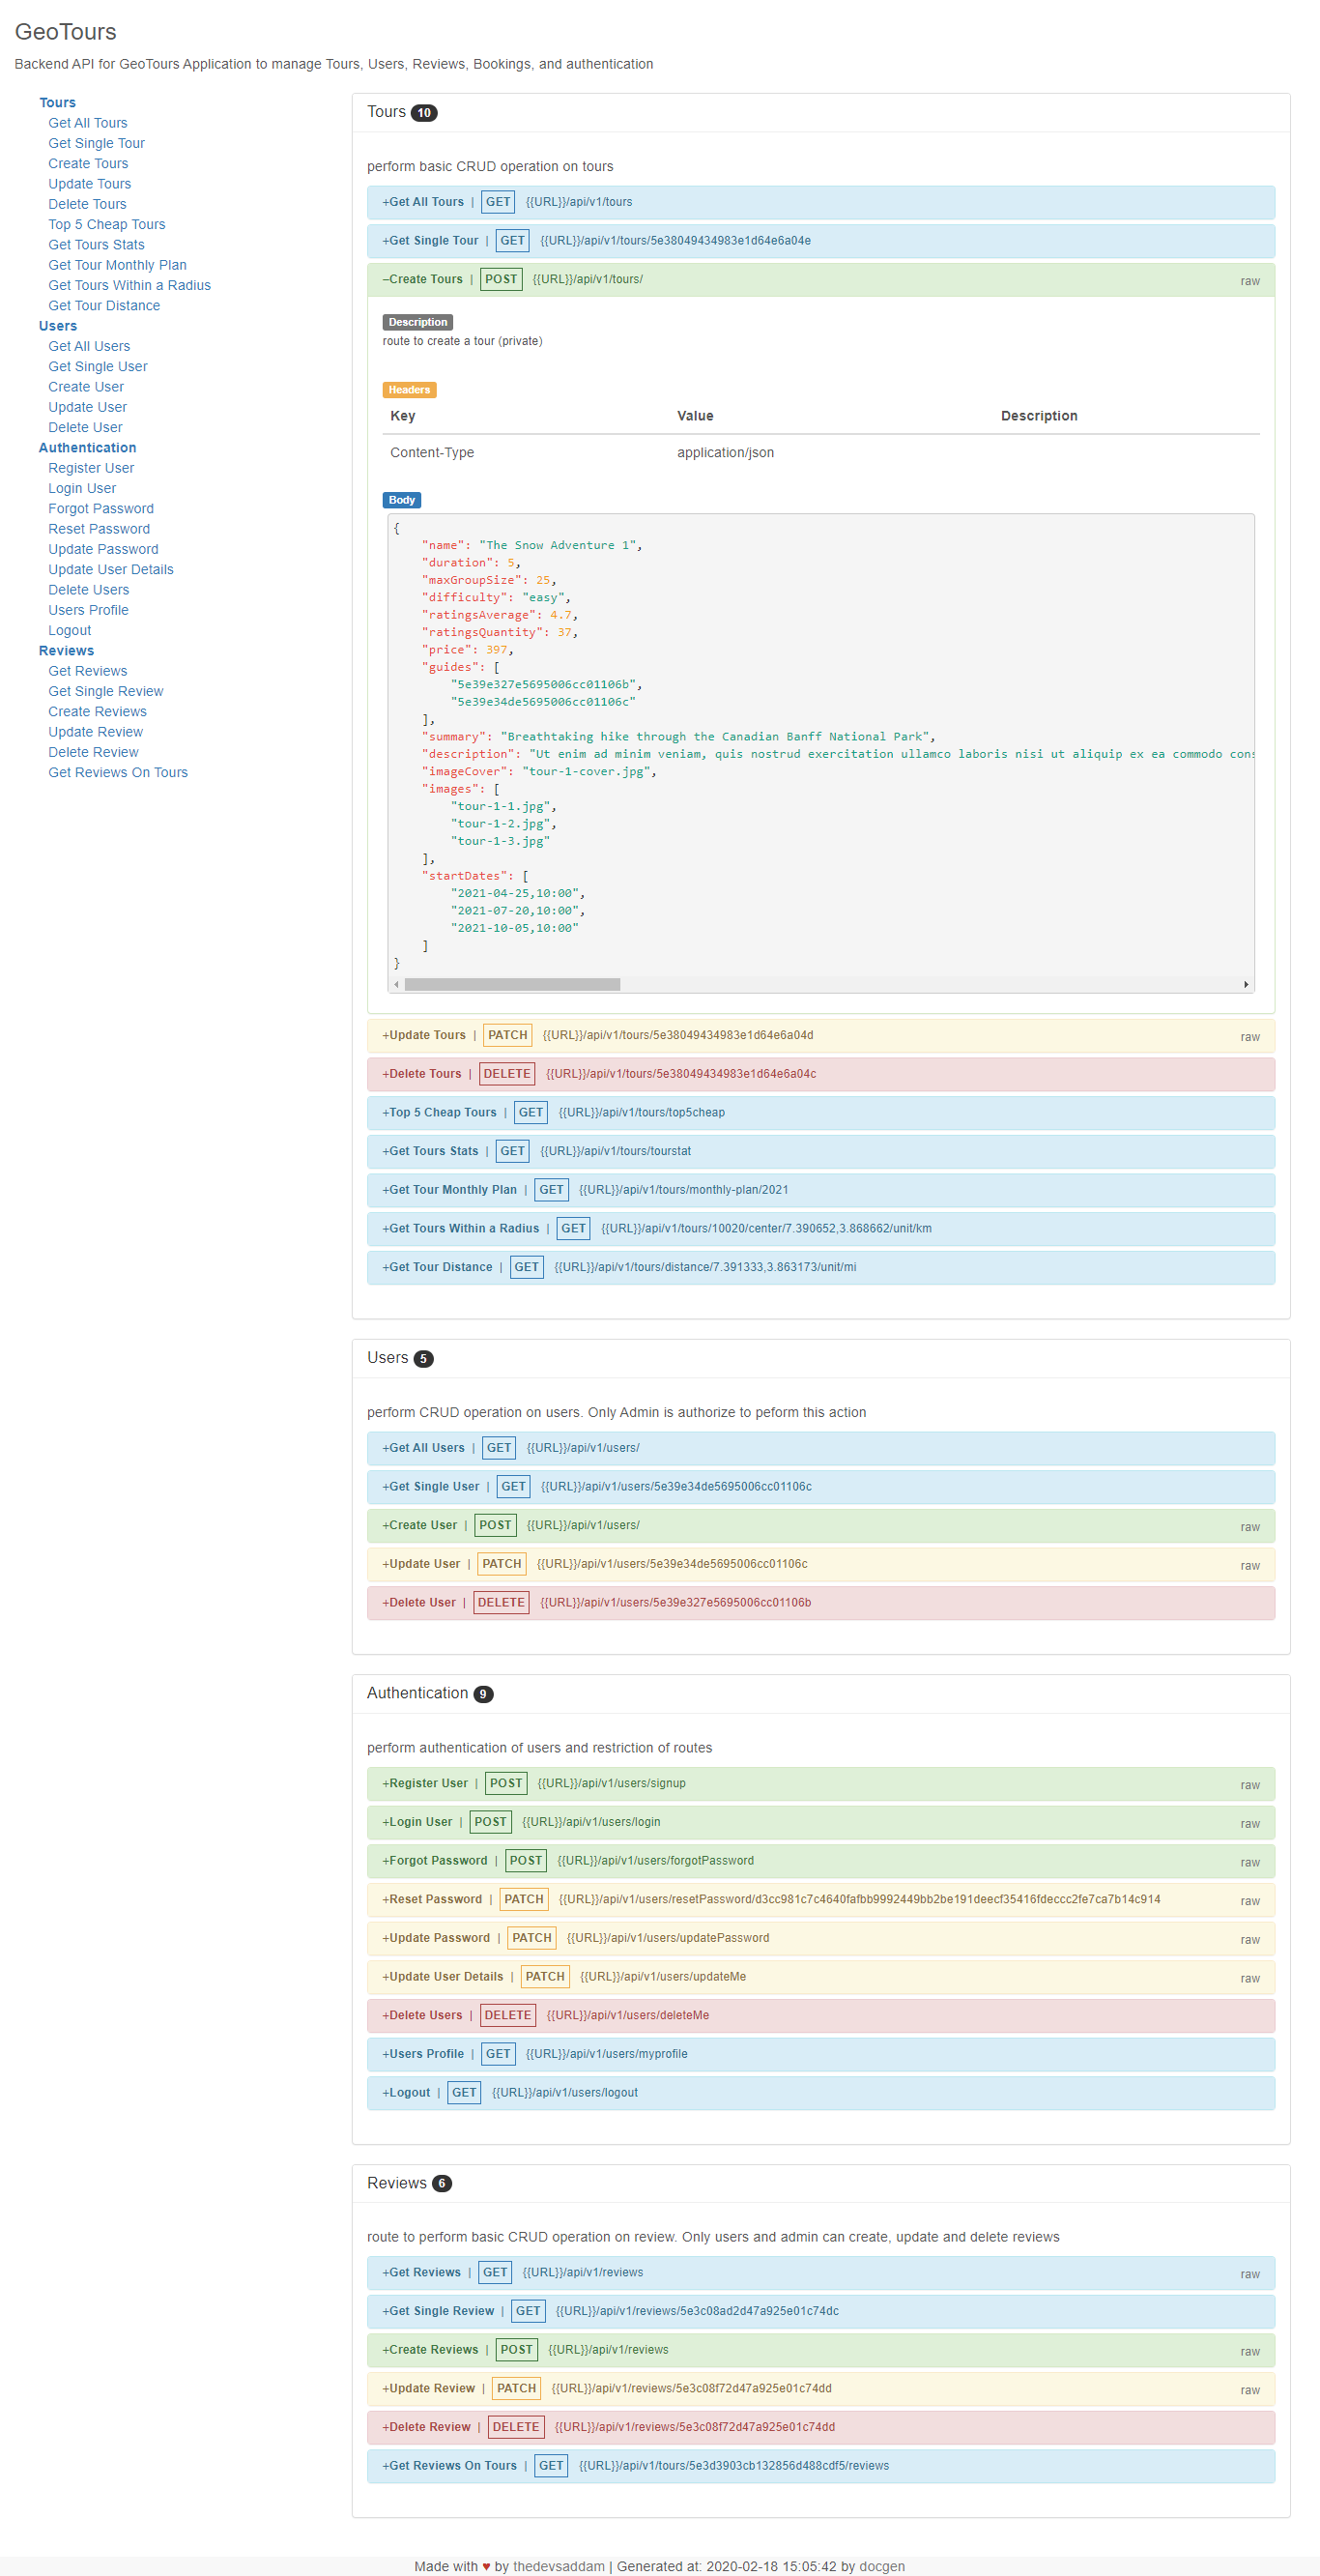 GeoTours
Backend API for GeoTours Application to manage Tours, Users, Reviews, Bookings, and authentication
Tours
Get All Tours
Get Single Tour
Create Tours
Update Tours
Delete Tours
Top 5 Cheap Tours
Get Tours Stats
Get Tour Monthly Plan
Get Tours Within a Radius
Get Tour Distance
Users
Get All Users
Get Single User
Create User
Update User
Delete User
Authentication
Register User
Login User
Forgot Password
Reset Password
Update Password
Update User Details
Delete Users
Users Profile
Logout
Reviews
Get Reviews
Get Single Review
Create Reviews
Update Review
Delete Review
Get Reviews On Tours
Tours 10
perform basic CRUD operation on tours
+Get All Tours | GET {{URL}}/api/v1/tours
+Get Single Tour | GET {{URL}}/api/v1/tours/5e38049434983e1d64e6a04e
–Create Tours | POST {{URL}}/api/v1/tours/ raw
Description
route to create a tour (private)
Headers
Key Value Description
Content-Type application/json
Body
{
"name": "The Snow Adventure 1",
"duration": 5,
"maxGroupSize": 25,
"difficulty": "easy",
"ratingsAverage": 4.7,
"ratingsQuantity": 37,
"price": 397,
"guides": [
"5e39e327e5695006cc01106b",
"5e39e34de5695006cc01106c"
],
"summary": "Breathtaking hike through the Canadian Banff National Park",
"description": "Ut enim ad minim veniam, quis nostrud exercitation ullamco laboris nisi ut aliquip ex ea commodo cons
"imageCover": "tour-1-cover.jpg",
"images": [
"tour-1-1.jpg",
"tour-1-2.jpg",
"tour-1-3.jpg"
],
"startDates": [
"2021-04-25,10:00",
"2021-07-20,10:00",
"2021-10-05,10:00"
]
}
+Update Tours | PATCH {{URL}}/api/v1/tours/5e38049434983e1d64e6a04d raw
+Delete Tours | DELETE {{URL}}/api/v1/tours/5e38049434983e1d64e6a04c
+Top 5 Cheap Tours | GET {{URL}}/api/v1/tours/top5cheap
+Get Tours Stats | GET {{URL}}/api/v1/tours/tourstat
+Get Tour Monthly Plan | GET {{URL}}/api/v1/tours/monthly-plan/2021
+Get Tours Within a Radius | GET {{URL}}/api/v1/tours/10020/center/7.390652,3.868662/unit/km
+Get Tour Distance | GET {{URL}}/api/v1/tours/distance/7.391333,3.863173/unit/mi
Users 5
perform CRUD operation on users. Only Admin is authorize to peform this action
+Get All Users | GET {{URL}}/api/v1/users/
+Get Single User | GET {{URL}}/api/v1/users/5e39e34de5695006cc01106c
+Create User | POST {{URL}}/api/v1/users/ raw
+Update User | PATCH {{URL}}/api/v1/users/5e39e34de5695006cc01106c raw
+Delete User | DELETE {{URL}}/api/v1/users/5e39e327e5695006cc01106b
Authentication 9
perform authentication of users and restriction of routes
+Register User | POST {{URL}}/api/v1/users/signup raw
+Login User | POST {{URL}}/api/v1/users/login raw
+Forgot Password | POST {{URL}}/api/v1/users/forgotPassword raw
+Reset Password | PATCH {{URL}}/api/v1/users/resetPassword/d3cc981c7c4640fafbb9992449bb2be191deecf35416fdeccc2fe7ca7b14c914 raw
+Update Password | PATCH {{URL}}/api/v1/users/updatePassword raw
+Update User Details | PATCH {{URL}}/api/v1/users/updateMe raw
+Delete Users | DELETE {{URL}}/api/v1/users/deleteMe
+Users Profile | GET {{URL}}/api/v1/users/myprofile
+Logout | GET {{URL}}/api/v1/users/logout
Reviews 6
route to perform basic CRUD operation on review. Only users and admin can create, update and delete reviews
+Get Reviews | GET {{URL}}/api/v1/reviews raw
+Get Single Review | GET {{URL}}/api/v1/reviews/5e3c08ad2d47a925e01c74dc
+Create Reviews | POST {{URL}}/api/v1/reviews raw
+Update Review | PATCH {{URL}}/api/v1/reviews/5e3c08f72d47a925e01c74dd raw
+Delete Review | DELETE {{URL}}/api/v1/reviews/5e3c08f72d47a925e01c74dd
+Get Reviews On Tours | GET {{URL}}/api/v1/tours/5e3d3903cb132856d488cdf5/reviews
Made with ♥ by thedevsaddam | Generated at: 2020-02-18 15:05:42 by docgen